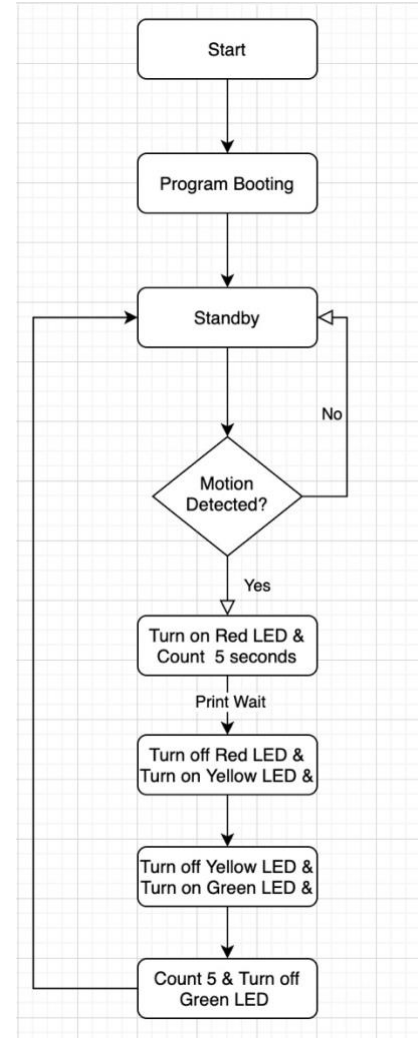 Start
Program Booting
Standby
No
Motion
Detected?
Yes
Turn on Red LED &
Count 5 seconds
Print Wait
Turn off Red LED &
Turn on Yellow LED &
Turn off Yellow LED &
Turn on Green LED &
Count 5 & Turn off
Green LED